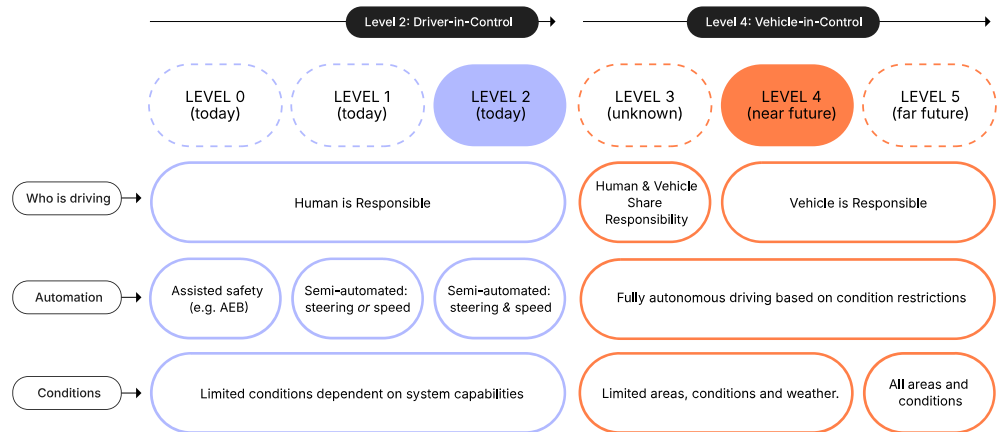 Level 2: Driver-in-Control
Level 4: Vehicle-in-Control
LEVEL 0
(today)
LEVEL 1
(today)
LEVEL 2
(today)
LEVEL 3
(unknown)
LEVEL 4
(near future)
LEVEL 5
(far future)
Who is driving
Human is Responsible
Human & Vehicle
Share
Responsibility
Vehicle is Responsible
Automation
Assisted safety
(e.g. AEB)
Semi-automated:
steering or speed
Semi-automated:
steering & speed
Fully autonomous driving based on condition restrictions
Conditions
Limited conditions dependent on system capabilities
Limited areas, conditions and weather.
All areas and
conditions